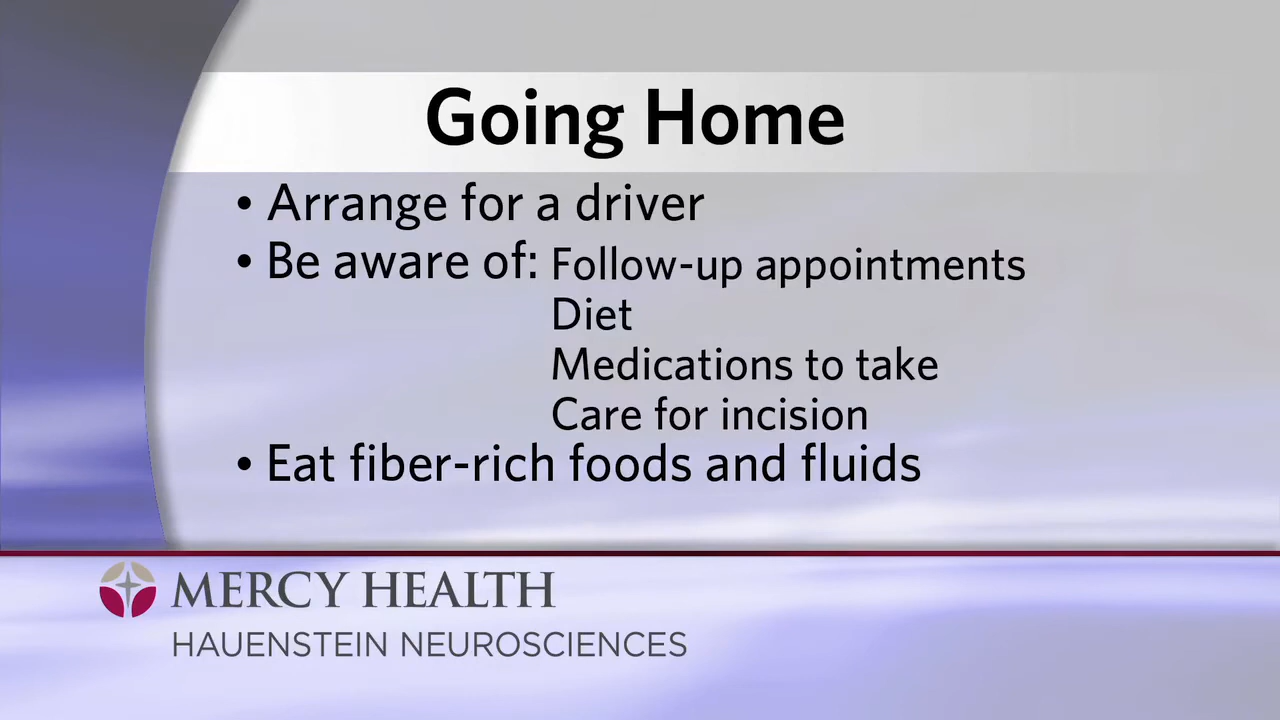 Going Home
• Arrange for a driver
• Be aware of: Follow-up appointments
Diet
Medications to take
Care for incision
• Eat fiber-rich foods and fluids
MERCY HEALTH
HAUENSTEIN NEUROSCIENCES